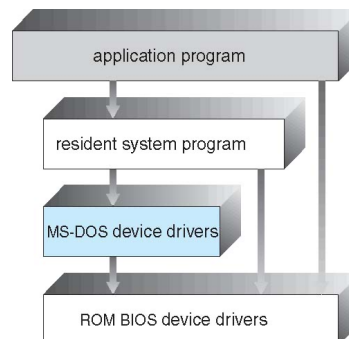 application program
resident system program
MS-DOS device drivers
ROM BIOS device drivers